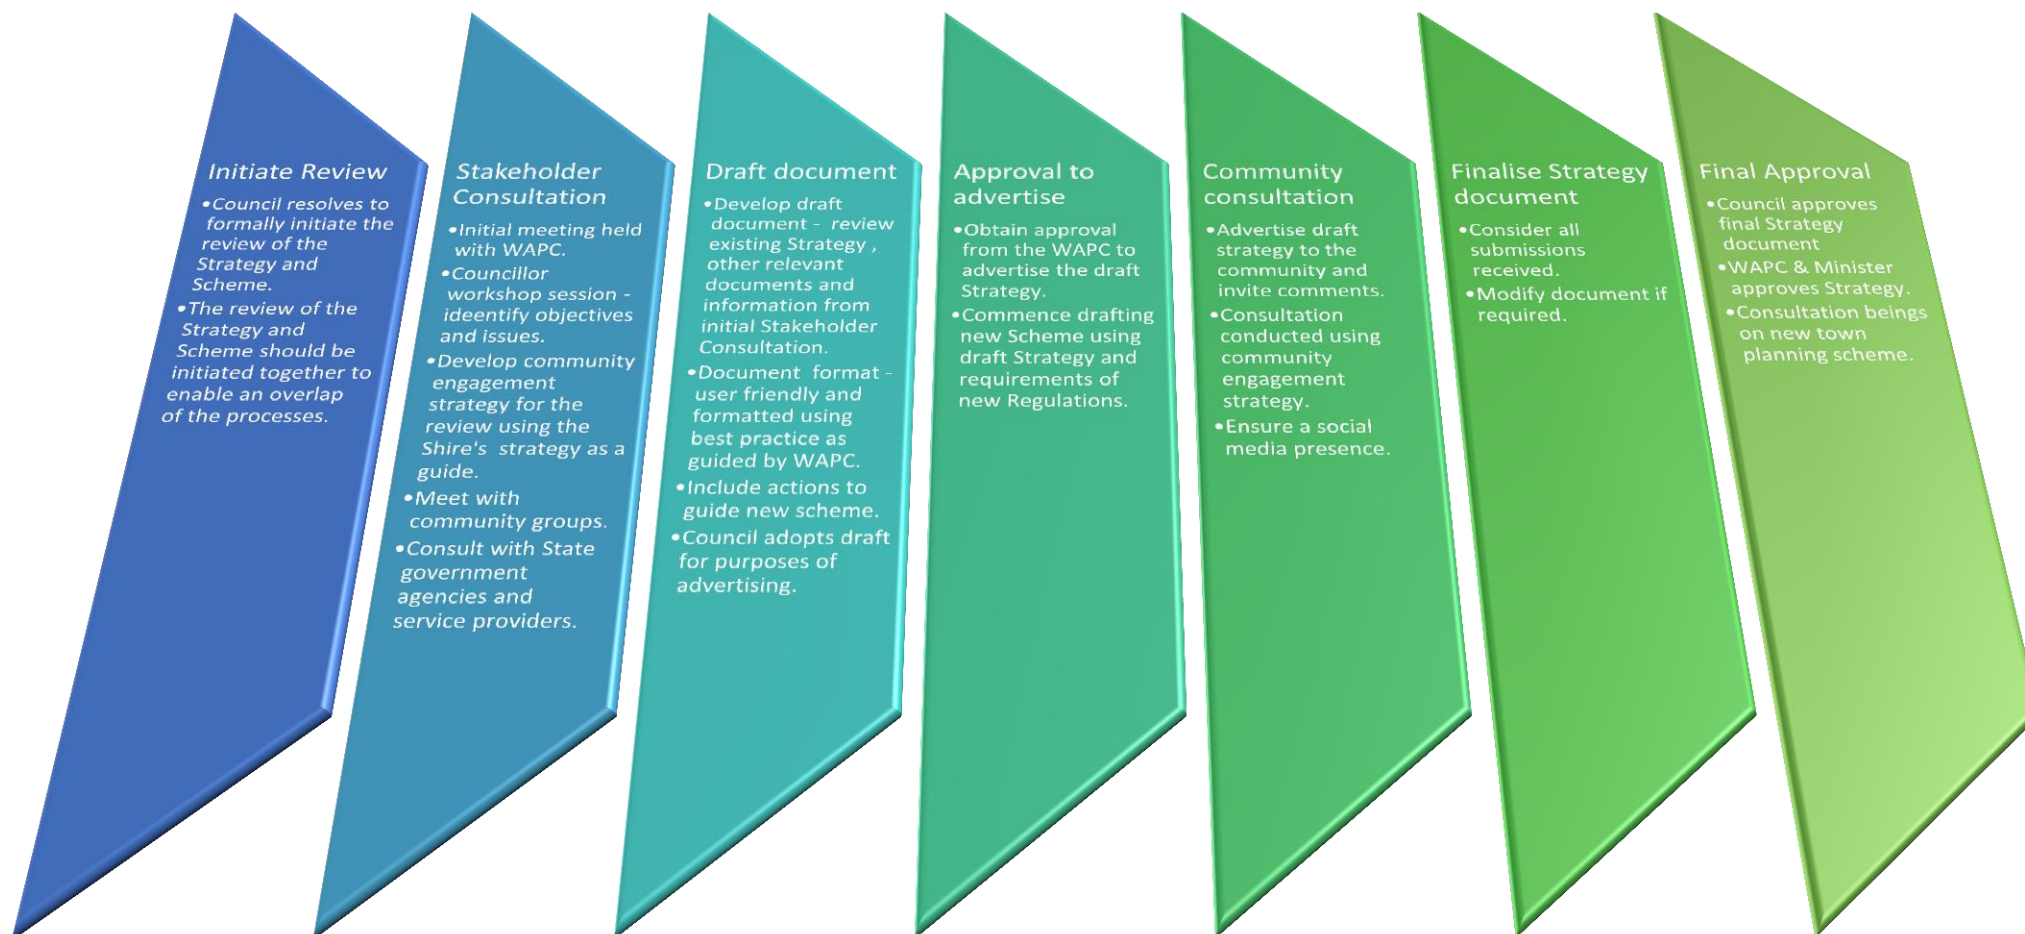 Initiate Review
•Council resolves to
formally initiate the
review of the
Strategy and
Scheme.
•The review of the
Strategy and
Scheme should be
initiated together to
enable an overlap
of the processes.
Stakeholder
Consultation
•Initial meeting held
with WAPC.
•Councillor
workshop session -
ideentify objectives
and issues.
•Develop community
engagement
strategy for the
review using the
Shire's strategy as a
guide.
•Meet with
community groups.
•Consult with State
government
agencies and
service providers.
Draft document
•Develop draft
document - review
existing Strategy ,
other relevant
documents and
information from
initial Stakeholder
Consultation.
•Document format -
user friendly and
formatted using
best practice as
guided by WAPC.
•Include actions to
guide new scheme.
•Council adopts draft
for purposes of
advertising.
Approval to
advertise
•Obtain approval
from the WAPC to
advertise the draft
Strategy.
•Commence drafting
new Scheme using
draft Strategy and
requirements of
new Regulations.
Community
consultation
•Advertise draft
strategy to the
community and
invite comments.
•Consultation
conducted using
community
engagement
strategy.
•Ensure a social
media presence.
Finalise Strategy
document
•Consider all
submissions
received.
•Modify document if
required.
Final Approval
•Council approves
final Strategy
document
•WAPC & Minister
approves Strategy.
•Consultation beings
on new town
planning scheme.